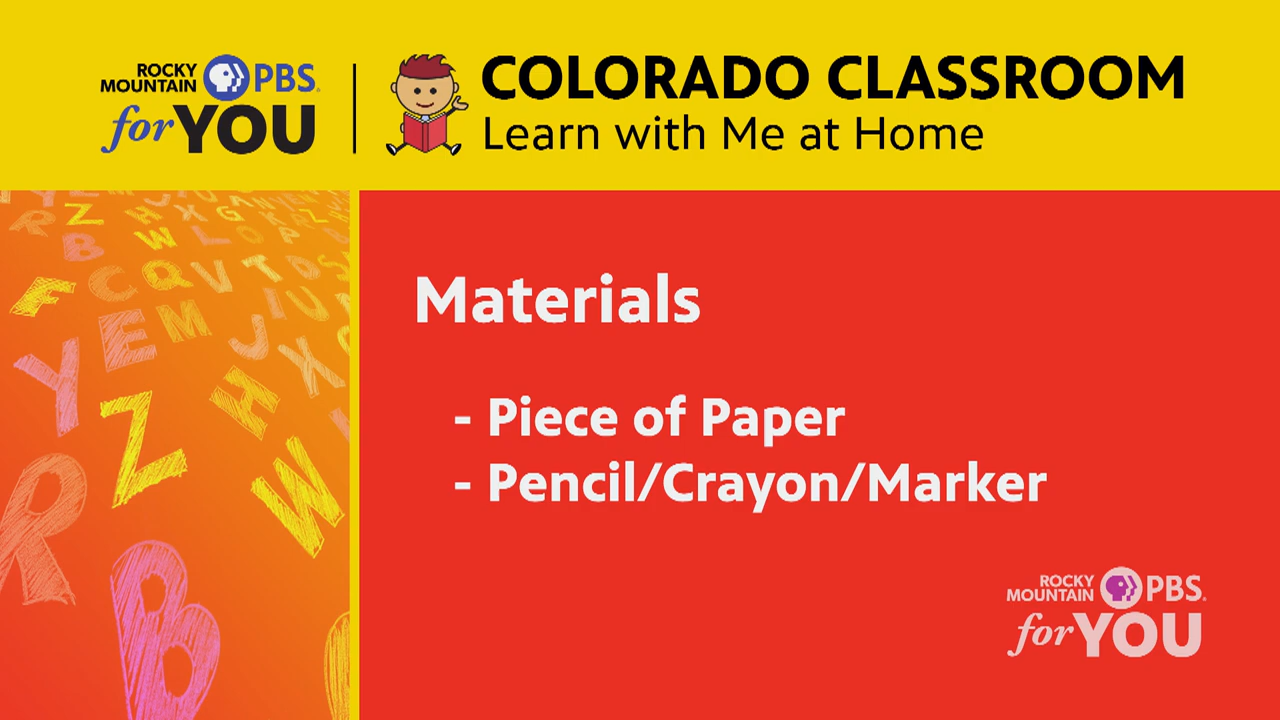 ROCKY
MOUNTAIN PBS
for YOU
COLORADO CLASSROOM
Learn with Me at Home
Materials
- Piece of Paper
- Pencil/Crayon/Marker
ROCKY
MOUNTAIN PBS
for YOU